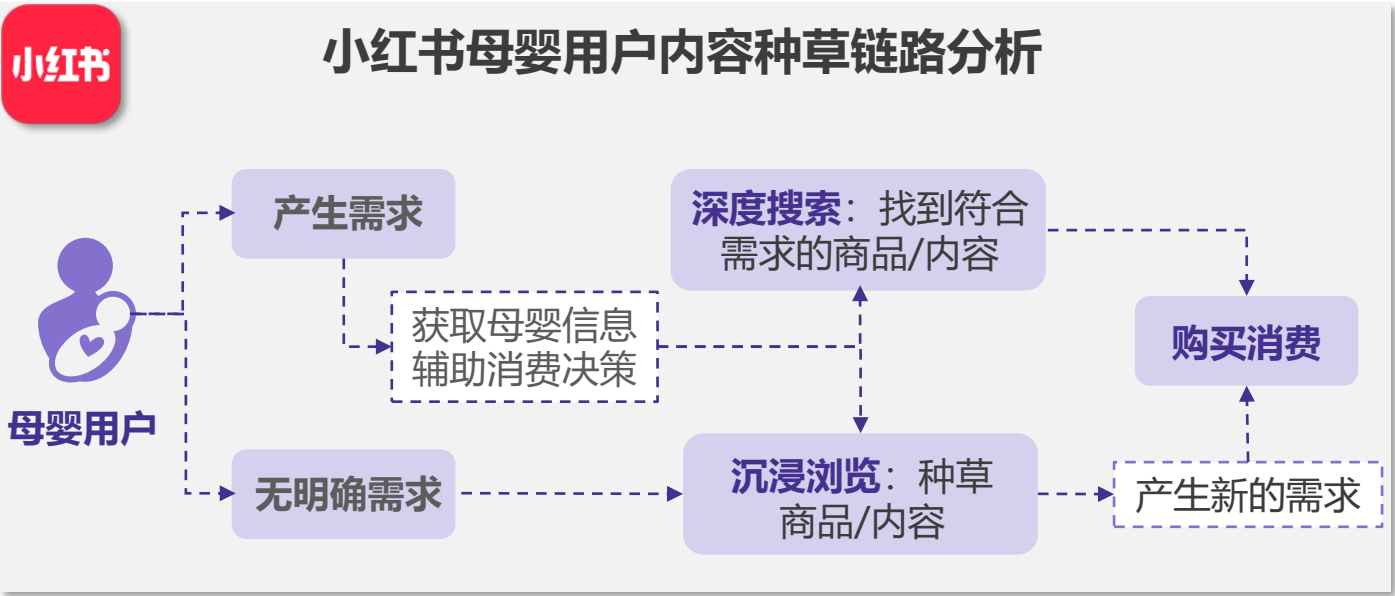 小红书
小红书母婴用户内容种草链路分析
产生需求
深度搜索：找到符合
需求的商品/内容
获取母婴信息
辅助消费决策
购买消费
母婴用户
无明确需求
沉浸浏览：种草
商品/内容
产生新的需求